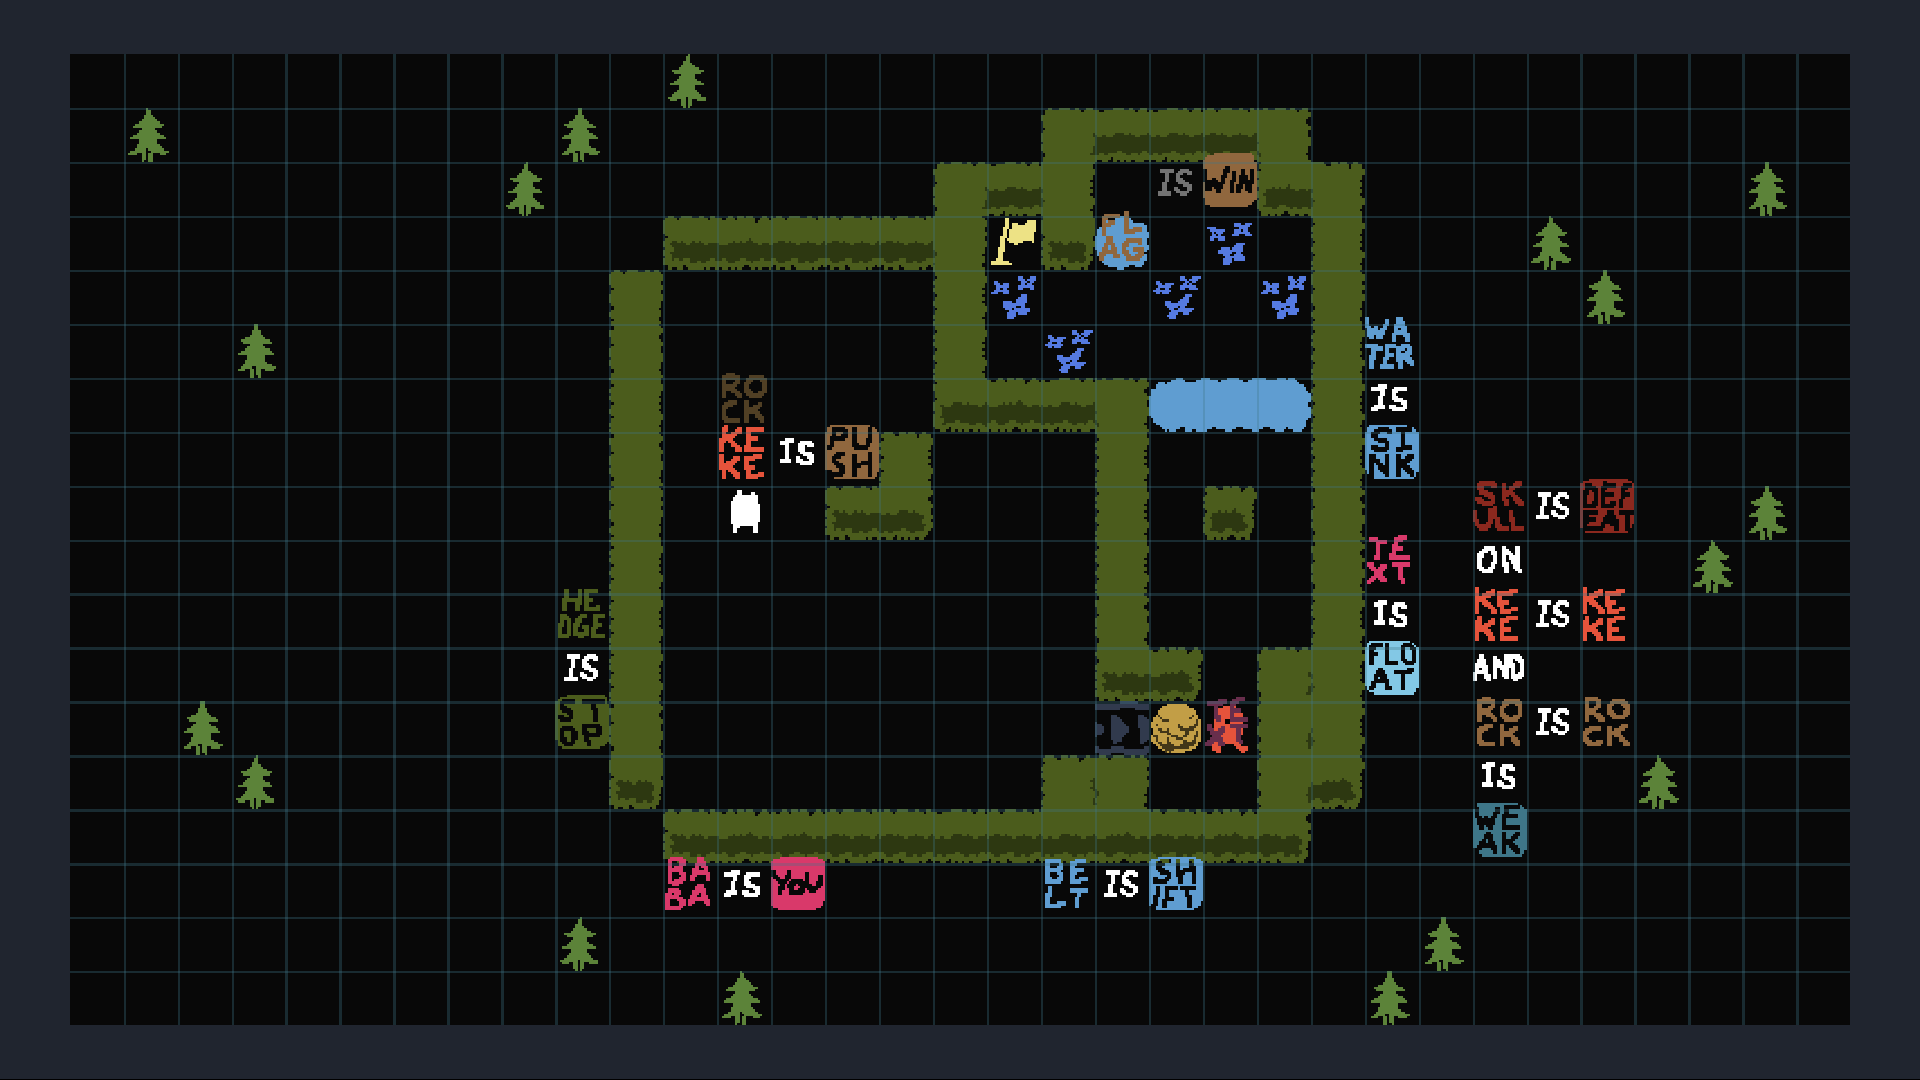 IS WIN
FLAG
WATER
ROCK IS
KEKE IS PUSH SINK
SKULL IS DEFEAT
TEXT ON
HEDGE IS KEKE IS KEKE
IS FLOAT AND
STOP ROCK IS ROCK
IS
WEAK
BABA IS YOU BELT IS SHIFT